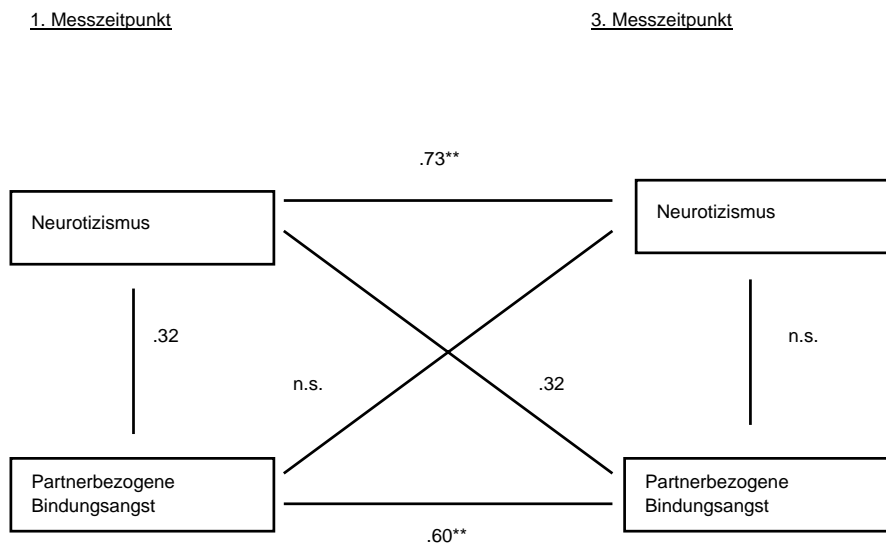 1. Messzeitpunkt
3. Messzeitpunkt
.73**
Neurotizismus
Neurotizismus
.32
n.s.
n.s.
.32
Partnerbezogene
Bindungsangst
Partnerbezogene
Bindungsangst
.60**